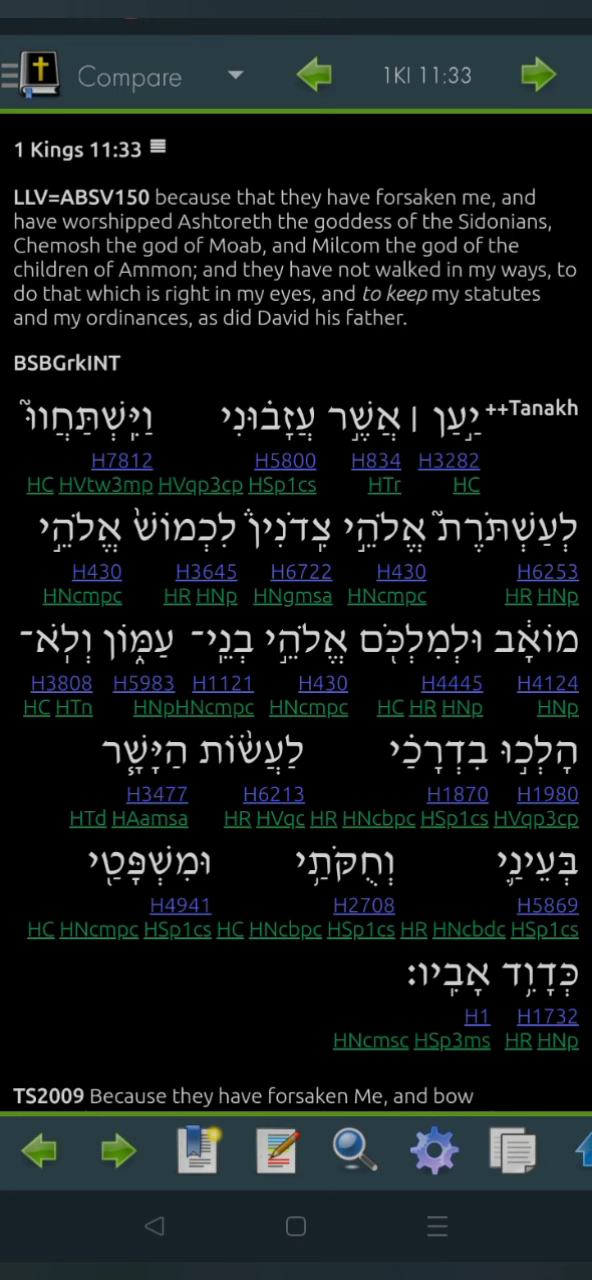 Compare
1KI 11:33
1 Kings 11:33
LLV=ABSV150 because that they have forsaken me, and
have worshipped Ashtoreth the goddess of the Sidonians,
Chemosh the god of Moab, and Milcom the god of the
children of Ammon; and they have not walked in my ways, to
do that which is right in my eyes, and to keep my statutes
and my ordinances, as did David his father.
BSBGrkINT
++Tanakh יַ֣עַן ׀ אֲשֶׁ֣ר עֲזָב֗וּנִי וַיִּֽשְׁתַּחֲווּ֮
H7812 H5800 H834 H3282
HC HVtw3mp HVqp3cp HSp1cs HTr HC
לְעַשְׁתֹּרֶת֮ אֱלֹהֵ֣י צִֽדֹנִין֒ לִכְמוֹשׁ֙ אֱלֹהֵ֣י
H430 H3645 H6722 H430 H6253
HNcmpc HR HNp HNgmsa HNcmpc HR HNp
מוֹאָ֔ב וּלְמִלְכֹּ֖ם אֱלֹהֵ֣י בְנֵֽי־ עַמּ֑וֹן וְלֹֽא־
H3808 H5983 H1121 H430 H4445 H4124
HC HTn HNpHNcmpc HNcmpc HC HR HNp HNp
הָלְכ֣וּ בִדְרָכַ֗י לַעֲשׂ֨וֹת הַיָּשָׁ֧ר
H3477 H6213 H1870 H1980
HTd HAamsa HR HVqc HR HNcbpc HSp1cs HVqp3cp
בְּעֵינַ֛י וְחֻקֹּתַ֥י וּמִשְׁפָּטַ֖י
H4941 H2708 H5869
HC HNcmpc HSp1cs HC HNcbpc HSp1cs HR HNcbdc HSp1cs
כְּדָוִ֥ד אָבִֽיו׃
H1 H1732
HNcmsc HSp3ms HR HNp
TS2009 Because they have forsaken Me, and bow